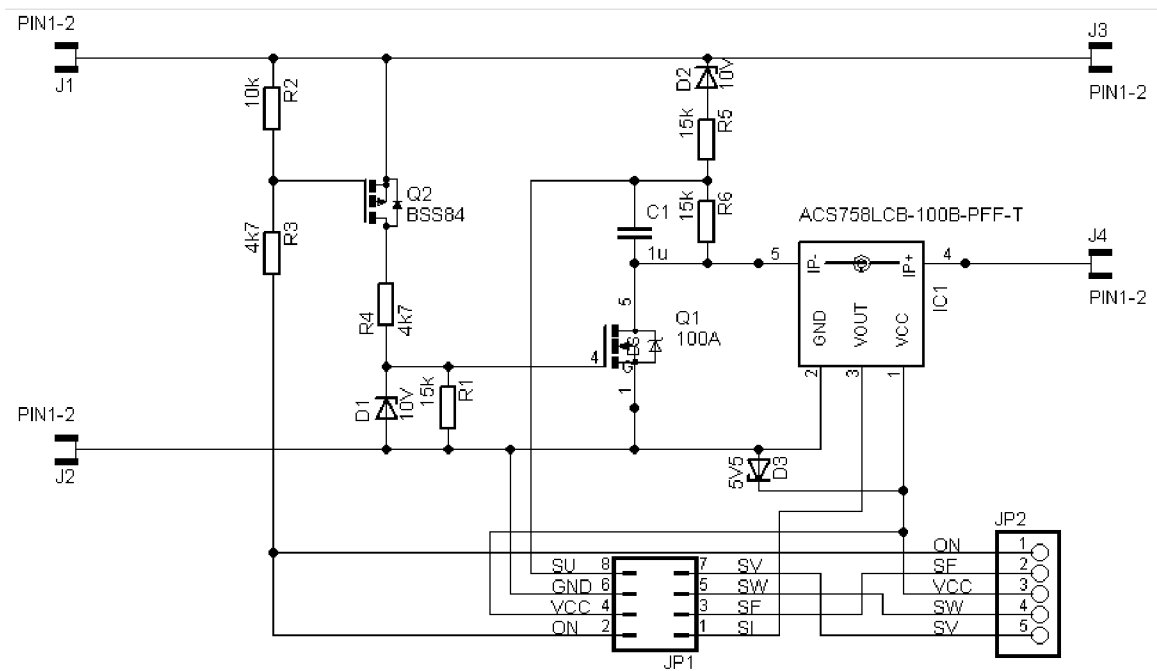 PIN1-2
J1
J3
PIN1-2
10k
R2
D2
10V
15k
R5
Q2
BSS84
C1
1u
15k
R6
ACS758LCB-100B-PFF-T
4k7
R3
5
IP-
IP+
4
J4
PIN1-2
GND
VOUT
VCC
IC1
2
3
1
R4
4k7
5
Q1
100A
4
1
D1
10V
15k
R1
PIN1-2
J2
5V5
D3
JP2
ON
1
SF
2
VCC
3
SW
4
SV
5
SU
8
7
SV
GND
6
5
SW
VCC
4
3
SF
ON
2
1
SI
JP1